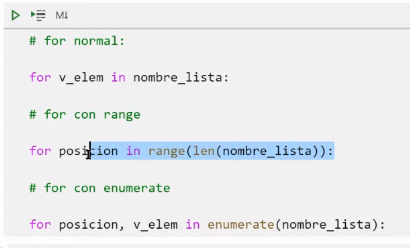 M↓
# for normal:
for v_elem in nombre_lista:
# for con range
for posicion in range(len(nombre_lista)):
# for con enumerate
for posicion, v_elem in enumerate(nombre_lista):